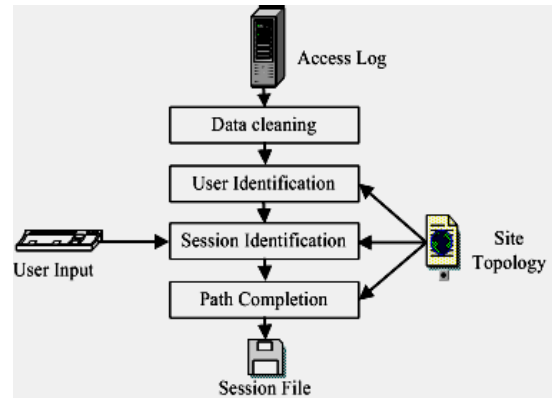 Access Log
Data cleaning
User Identification
Session Identification
User Input
Site
Topology
Path Completion
Session File